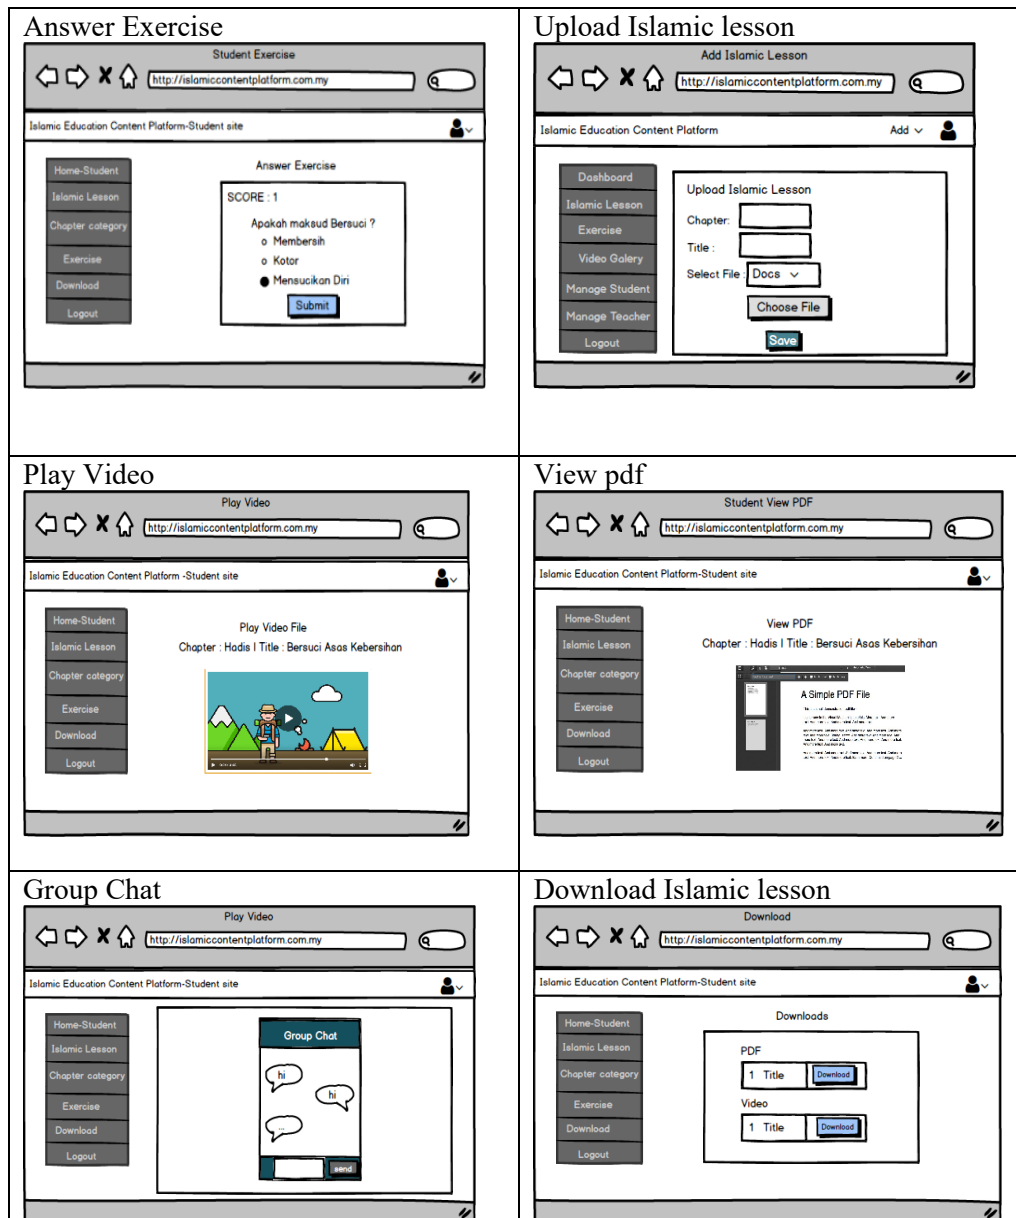 Answer Exercise
Student Exercise
http://islamiccontentplatform.com.my
Islamic Education Content Platform-Student site
Home-Student
Islamic Lesson
Chapter category
Exercise
Download
Logout
Answer Exercise
SCORE : 1
Apakah maksud Bersuci ?
Membersih
Kotor
Mensucikan Diri
Submit
Upload Islamic lesson
Add Islamic Lesson
http://islamiccontentplatform.com.my
Islamic Education Content Platform
Add
Dashboard
Islamic Lesson
Exercise
Video Galery
Manage Student
Manage Teacher
Logout
Upload Islamic Lesson
Chapter:
Title :
Select File : Docs
Choose File
Save
Play Video
Play Video
http://islamiccontentplatform.com.my
Islamic Education Content Platform -Student site
Home-Student
Islamic Lesson
Chapter category
Exercise
Download
Logout
Play Video File
Chapter : Hadis I Title : Bersuci Asas Kebersihan
View pdf
Student View PDF
http://islamiccontentplatform.com.my
Islamic Education Content Platform-Student site
Home-Student
Islamic Lesson
Chapter category
Exercise
Download
Logout
View PDF
Chapter : Hadis I Title : Bersuci Asas Kebersihan
A Simple PDF File
Group Chat
Play Video
http://islamiccontentplatform.com.my
Islamic Education Content Platform-Student site
Home-Student
Islamic Lesson
Chapter category
Exercise
Download
Logout
Group Chat
hi
hi
...
send
Download Islamic lesson
Download
http://islamiccontentplatform.com.my
Islamic Education Content Platform-Student site
Home-Student
Islamic Lesson
Chapter category
Exercise
Download
Logout
Downloads
PDF
1 Title Download
Video
1 Title Download